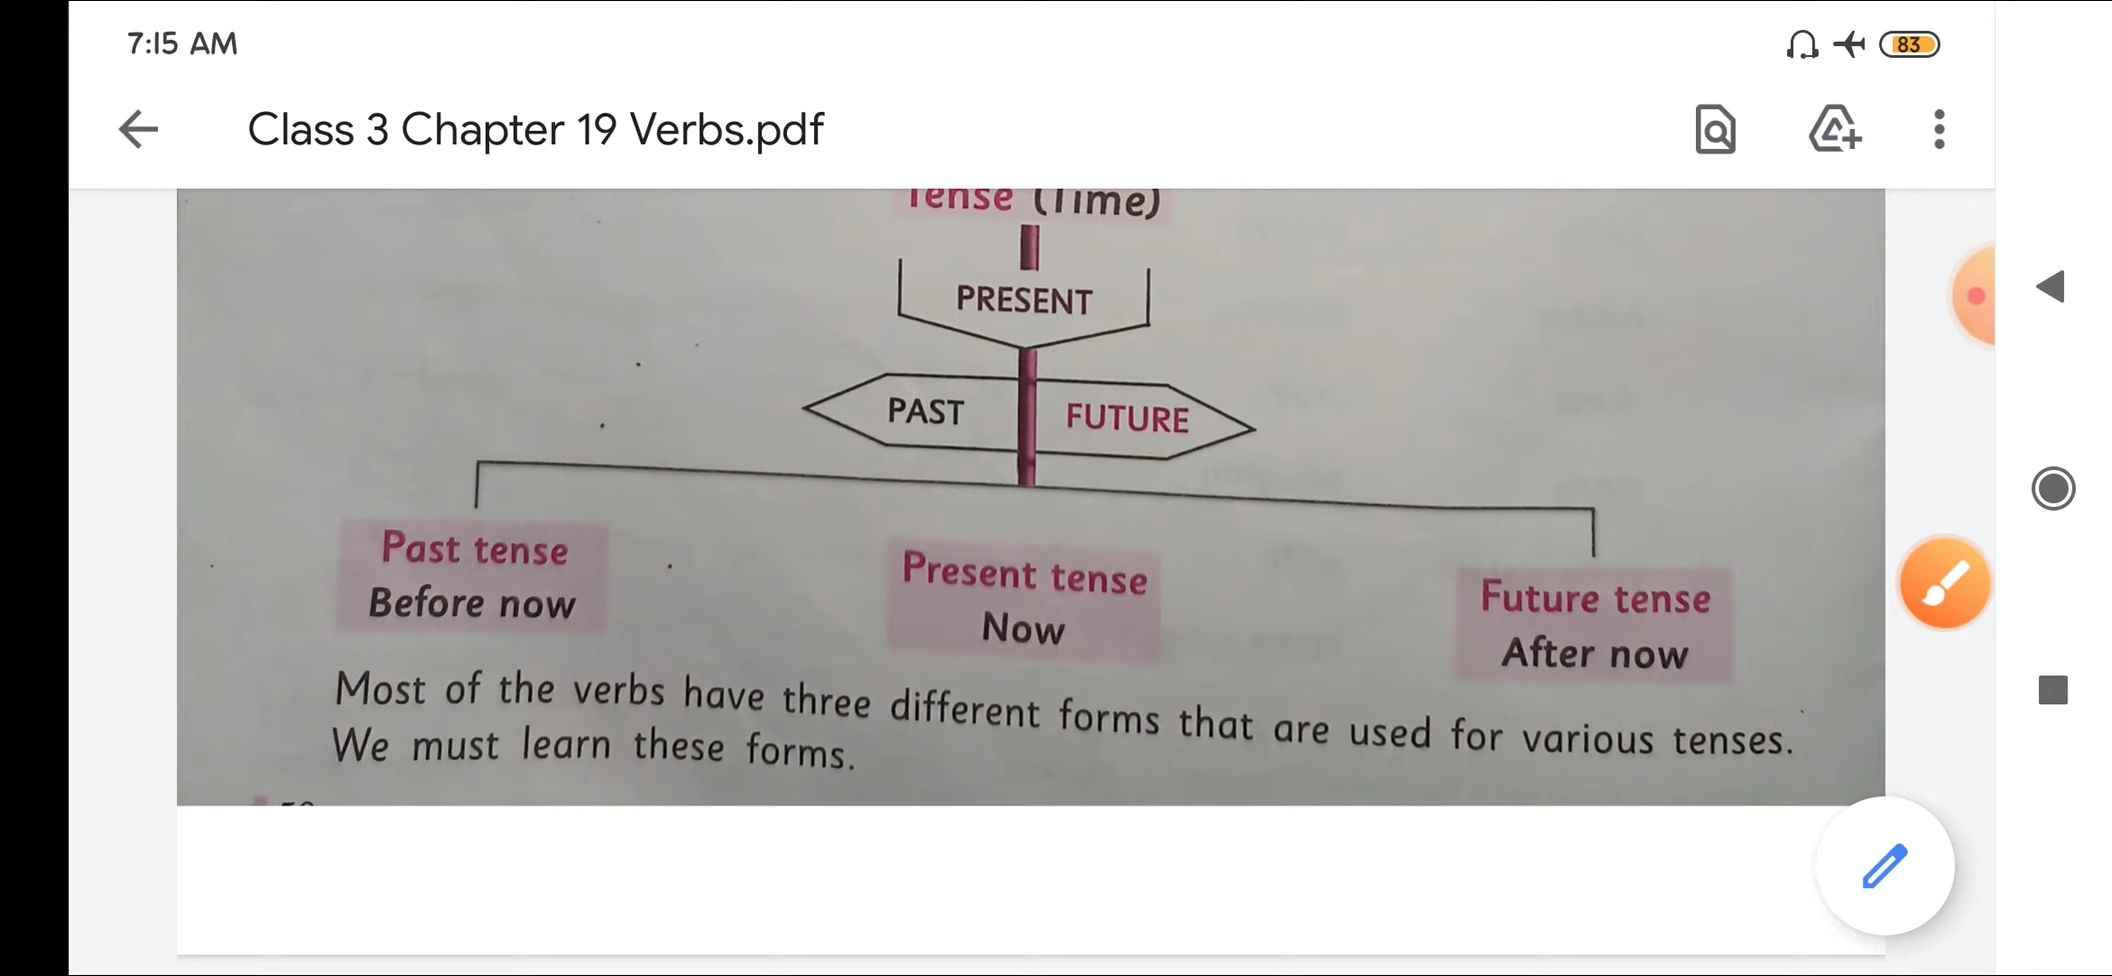 7:15 AM
83
Class 3 Chapter 19 Verbs.pdf
Tense (Time)
PRESENT
PAST
FUTURE
Past tense
Before now
Present tense
Now
Future tense
After now
Most of the verbs have three different forms that are used for various tenses.
We must learn these forms.